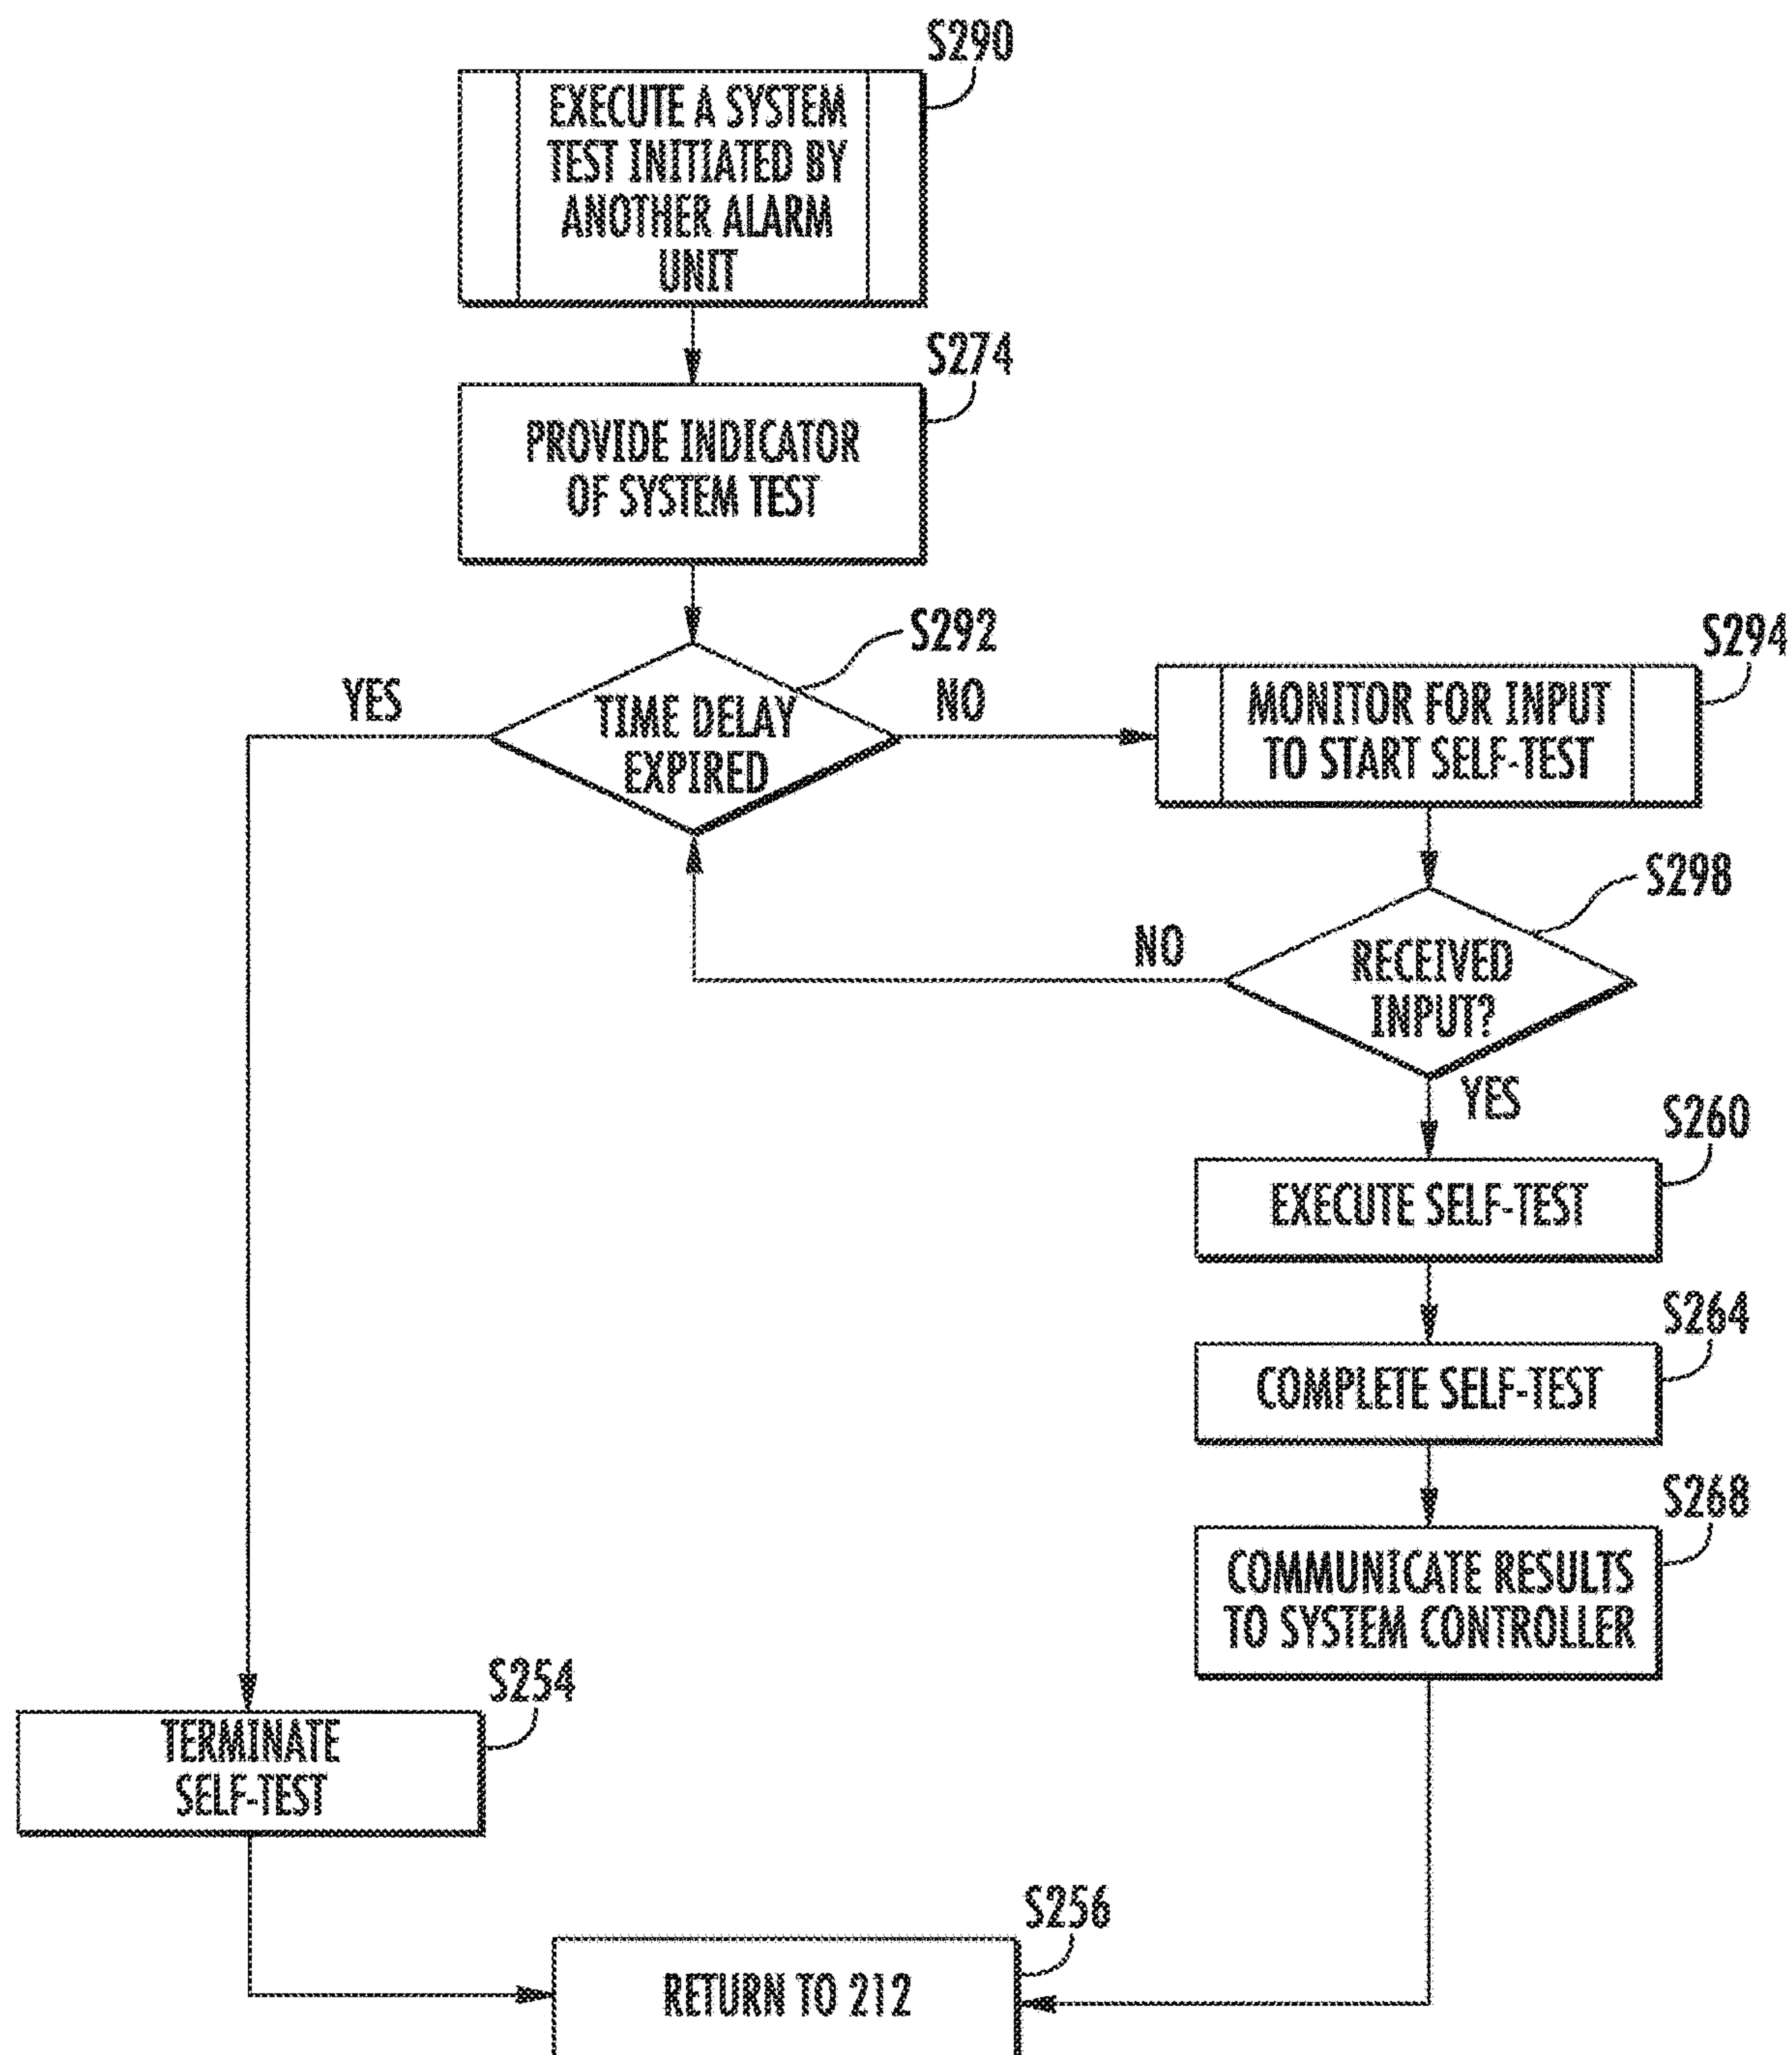 S290
EXECUTE A SYSTEM
TEST INITIATED BY
ANOTHER ALARM
UNIT
S274
PROVIDE INDICATOR
OF SYSTEM TEST
S292
YES
TIME DELAY
EXPIRED
NO
S294
MONITOR FOR INPUT
TO START SELF-TEST
S298
NO
RECEIVED
INPUT?
YES
S260
EXECUTE SELF-TEST
S264
COMPLETE SELF-TEST
S268
COMMUNICATE RESULTS
TO SYSTEM CONTROLLER
S254
TERMINATE
SELF-TEST
S256
RETURN TO 212